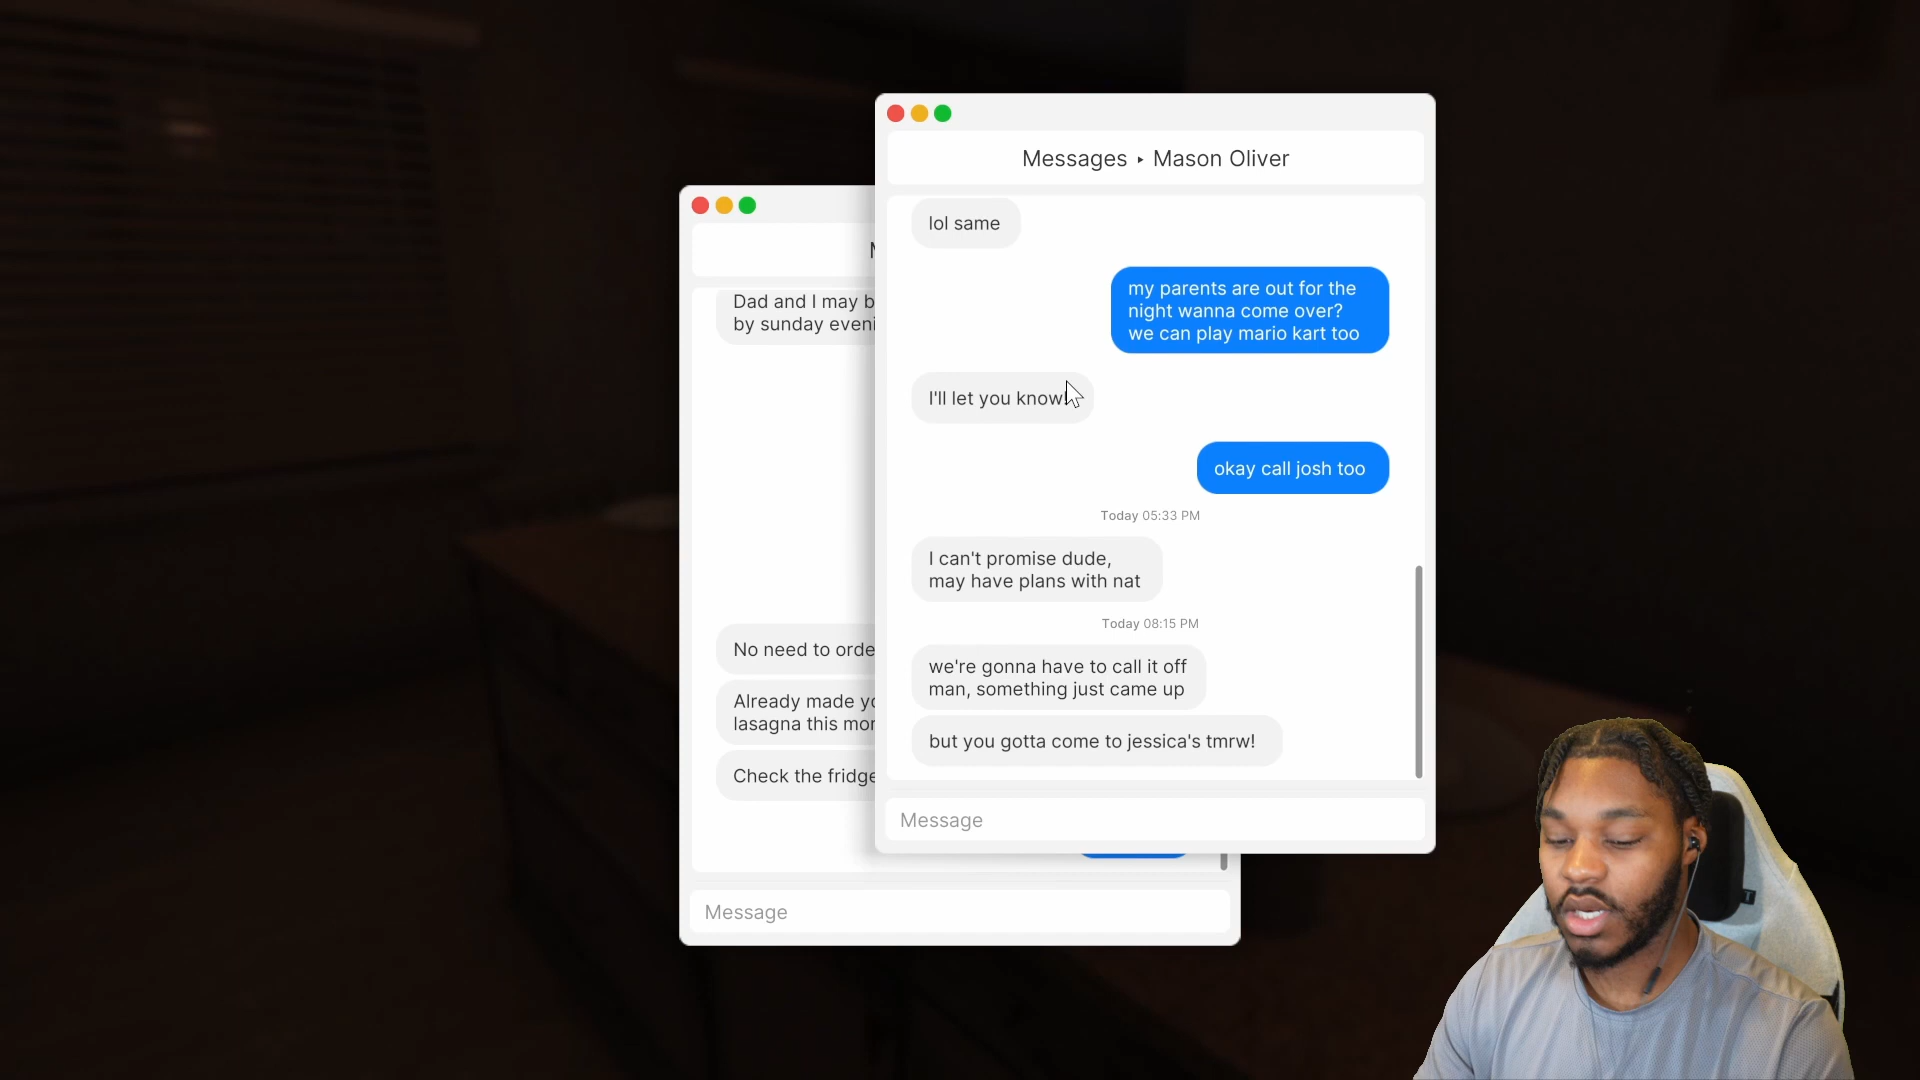 Messages ▸ Mason Oliver
lol same
my parents are out for the
night wanna come over?
we can play mario kart too
I'll let you know!
okay call josh too
Today 05:33 PM
I can't promise dude,
may have plans with nat
Today 08:15 PM
we're gonna have to call it off
man, something just came up
but you gotta come to jessica's tmrw!
Message
Dad and I may
by sunday
No need to
Already made
lasagna this
Check the fridge
Message